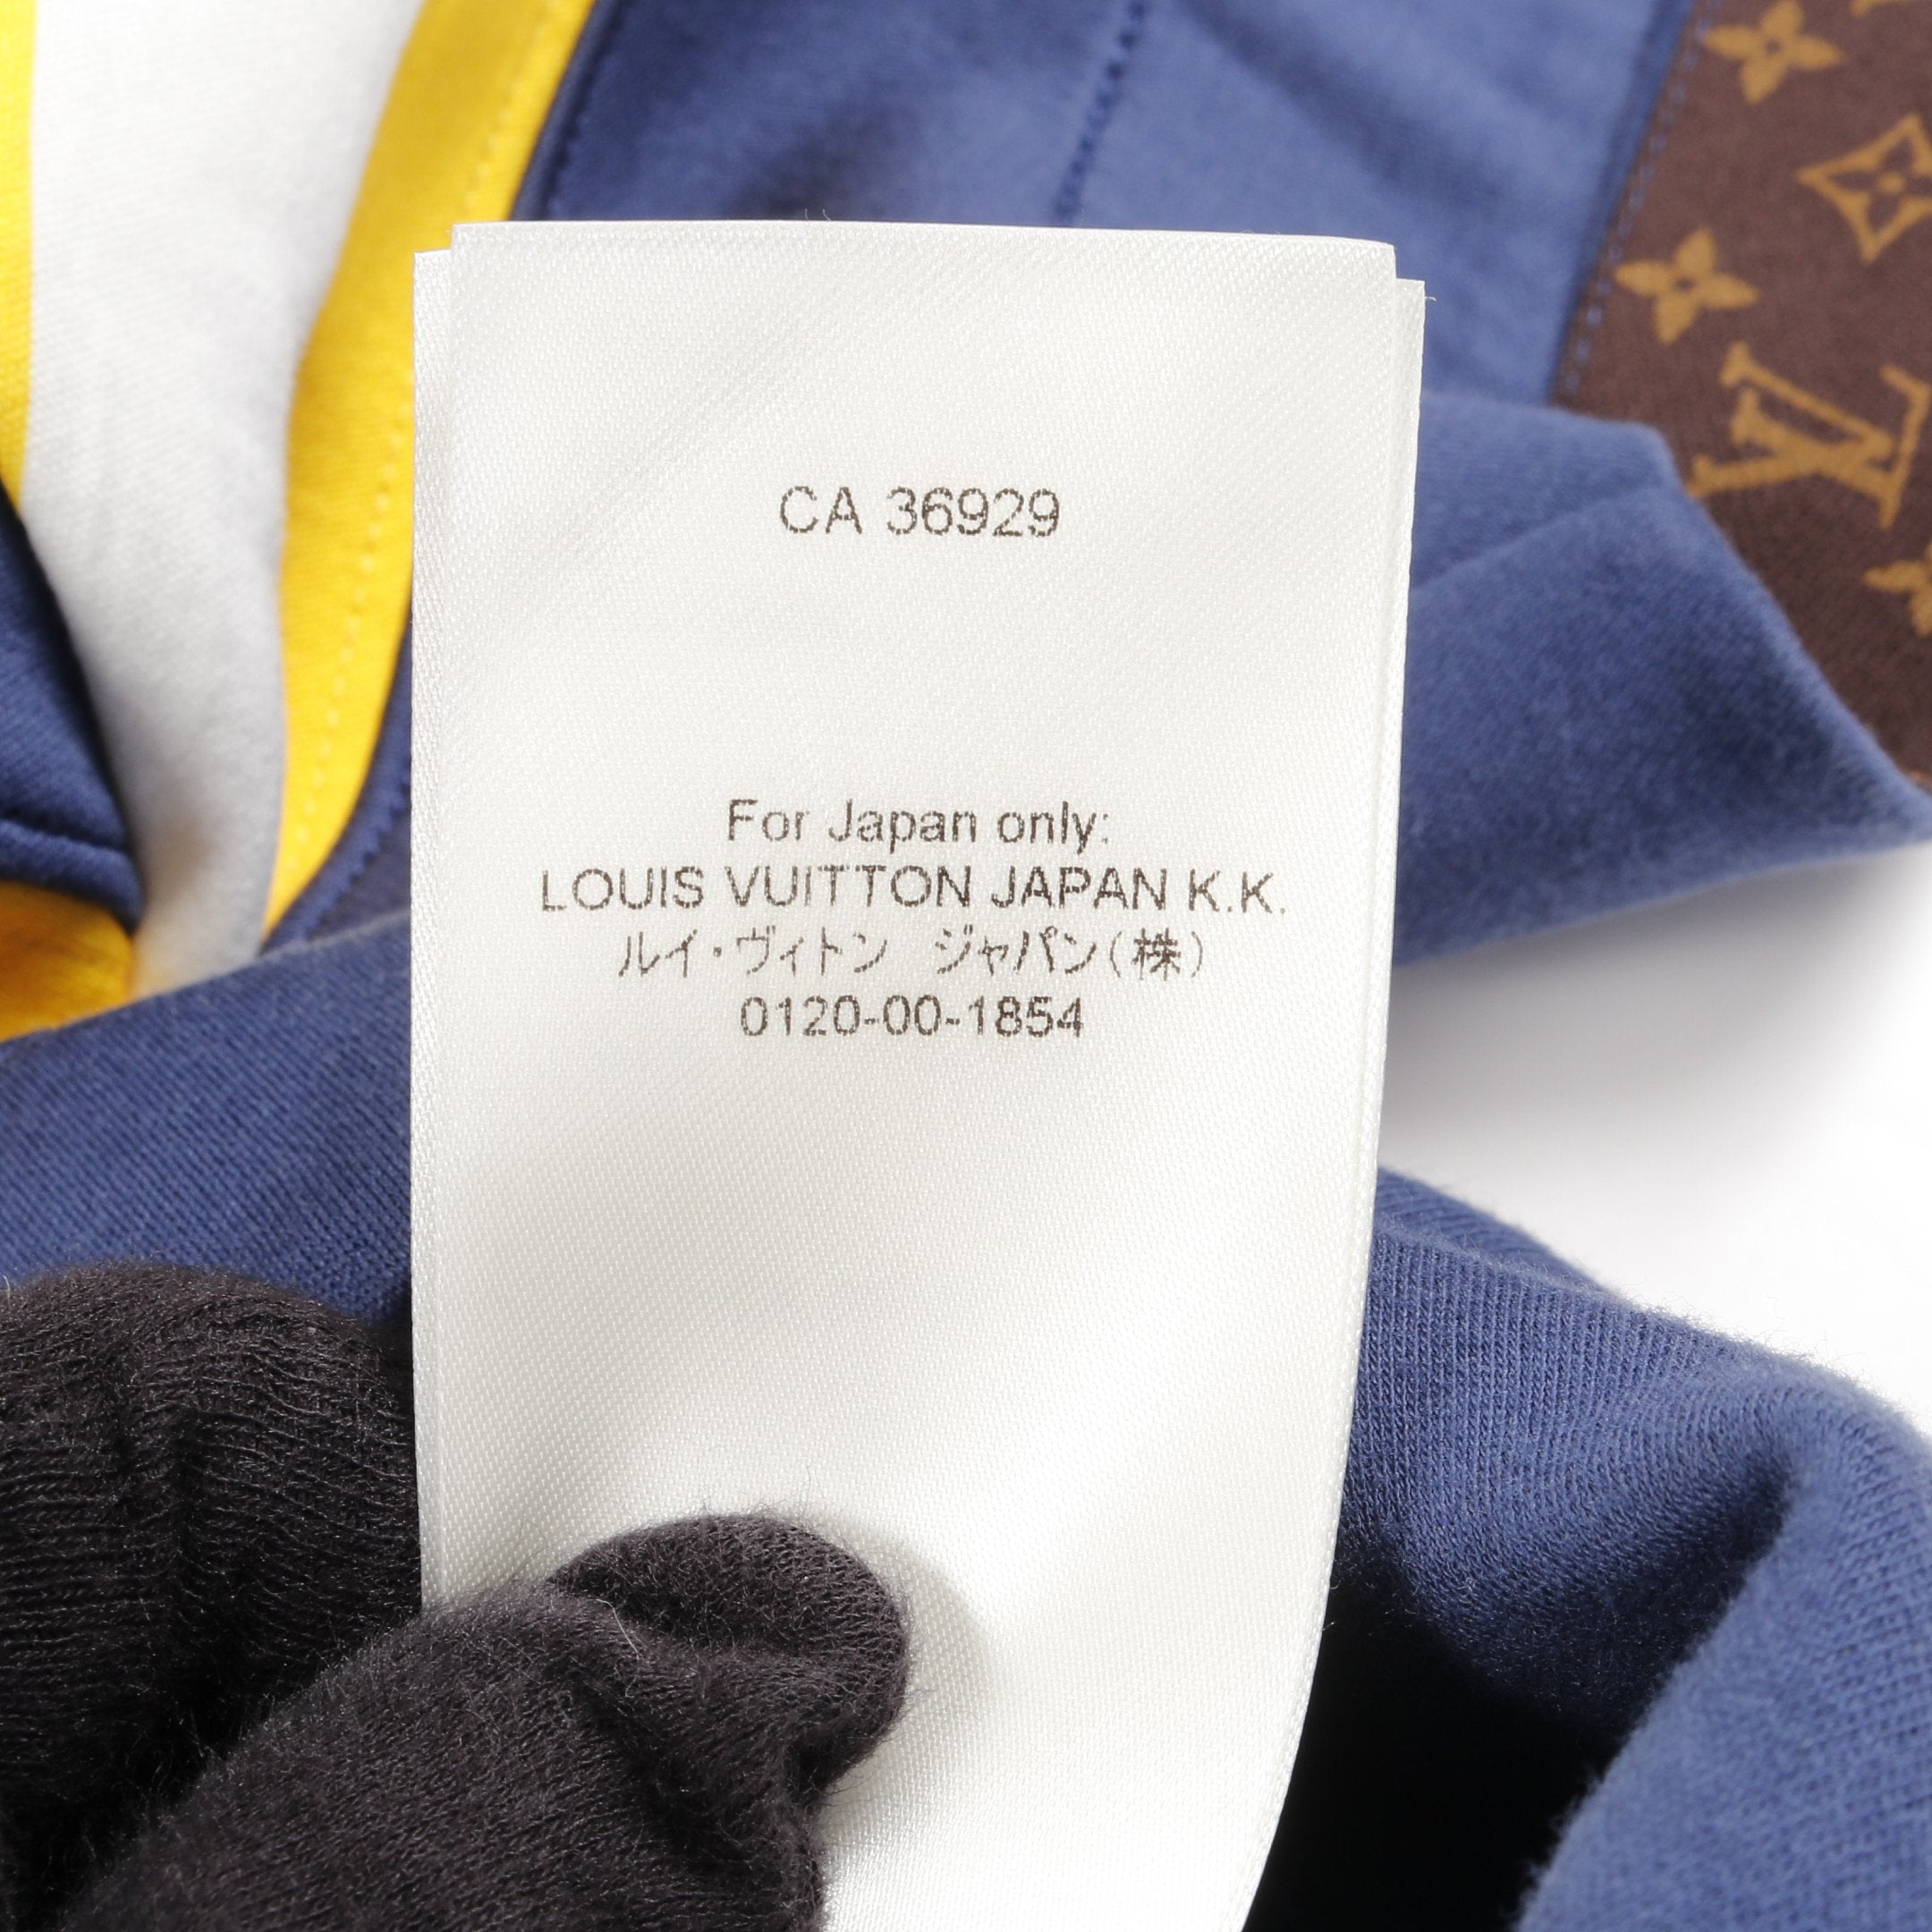 CA 36929
For Japan only:
LOUIS VUITTON JAPAN K.K.
ルイ・ヴィトン　ジャパン(株)
0120-00-1854
LV